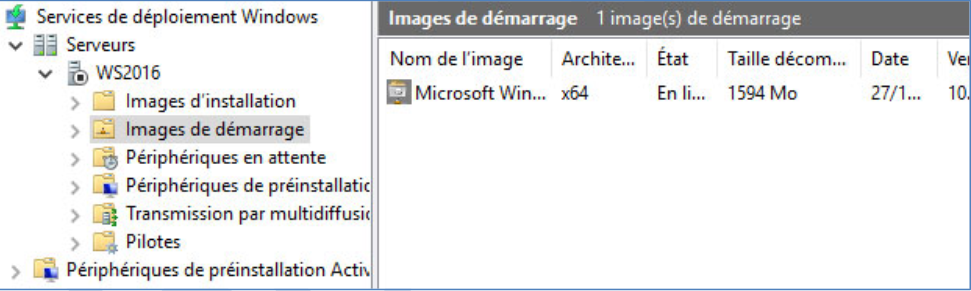 Services de déploiement Windows
Serveurs
WS2016
Images d'installation
Images de démarrage
Périphériques en attente
Périphériques de préinstallatic
Transmission par multidiffusic
Pilotes
Périphériques de préinstallation Activ
Images de démarrage 1 image(s) de démarrage
Nom de l'image Archite... État Taille décom... Date Ve
Microsoft Win... x64 En li... 1594 Mo 27/1... 10.